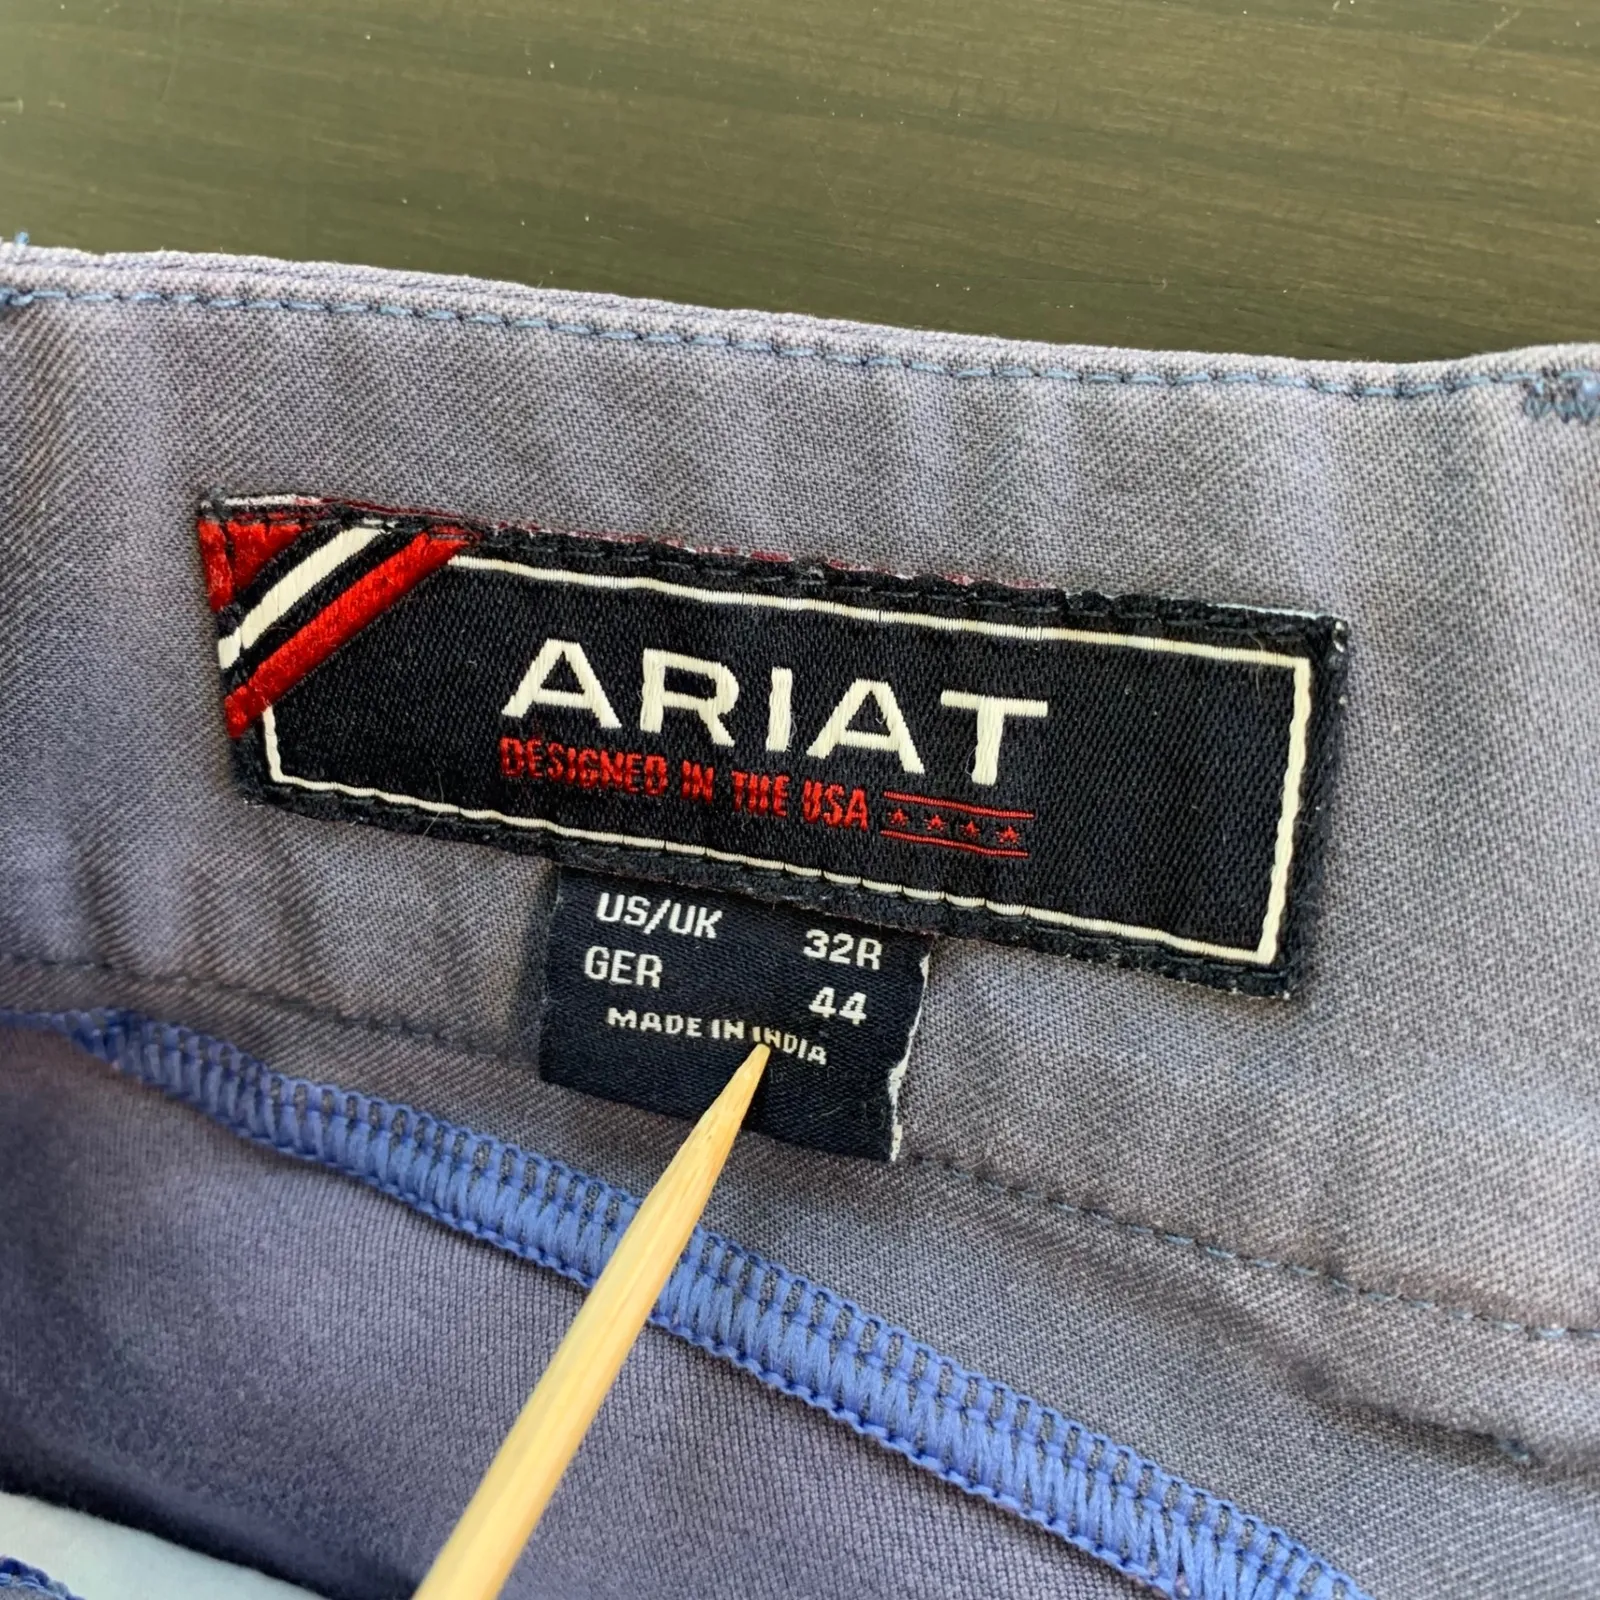 ARIAT
DESIGNED IN THE USA
US/UK 32R
GER 44
MADE IN INDIA